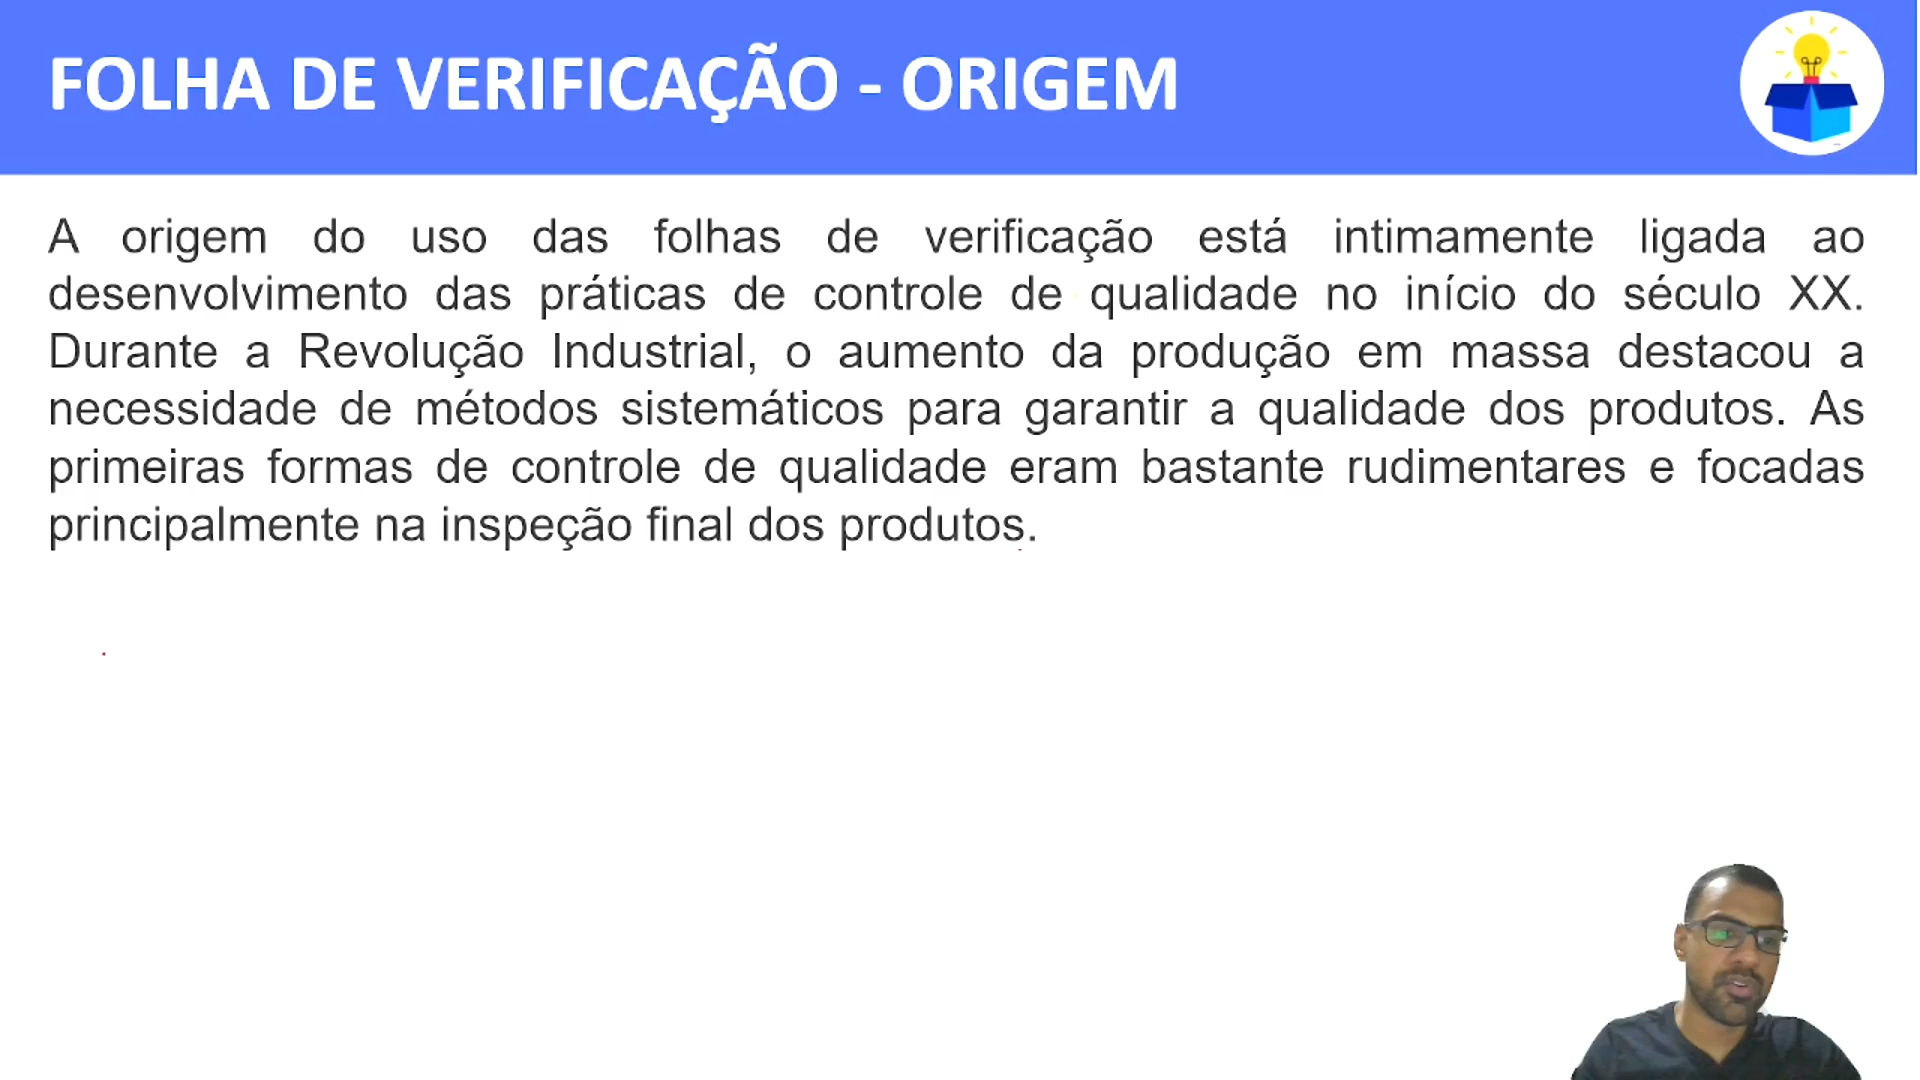 FOLHA DE VERIFICAÇÃO - ORIGEM
A origem do uso das folhas de verificação está intimamente ligada ao
desenvolvimento das práticas de controle de qualidade no início do século XX.
Durante a Revolução Industrial, o aumento da produção em massa destacou a
necessidade de métodos sistemáticos para garantir a qualidade dos produtos. As
primeiras formas de controle de qualidade eram bastante rudimentares e focadas
principalmente na inspeção final dos produtos.